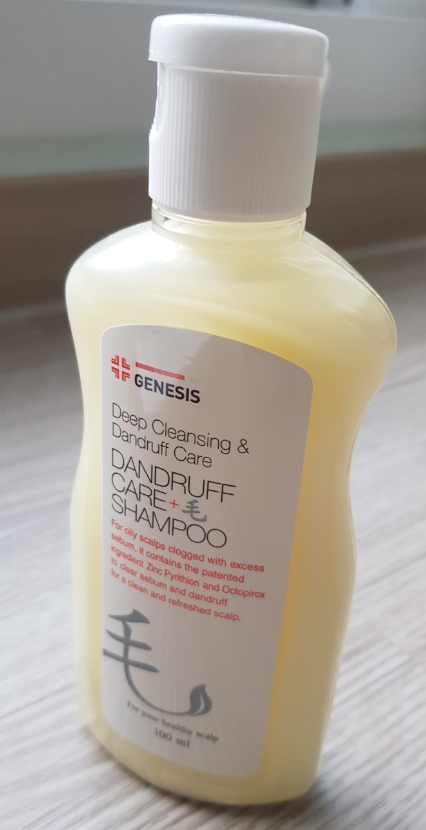 GENESIS
Deep Cleansing &
Dandruff Care
DANDRUFF
CARE+毛
SHAMPOO
For oily scalps clogged with excess
sebum, it contains the patented
ingredient Zinc Pyrithion and Octopirox
to clear sebum and dandruff
for a clean and refreshed scalp.
毛
For your healthy scalp
100 ml